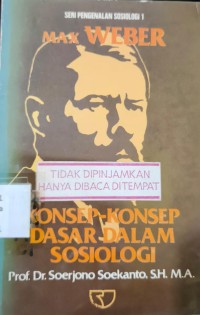 SERI PENGENALAN SOSIOLOGI 1
MAX WEBER
TIDAK DIPINJAMKAN
HANYA DIBACA DITEMPAT
KONSEP-KONSEP
DASAR DALAM
SOSIOLOGI
Prof. Dr. Soerjono Soekanto, S.H. M.A.